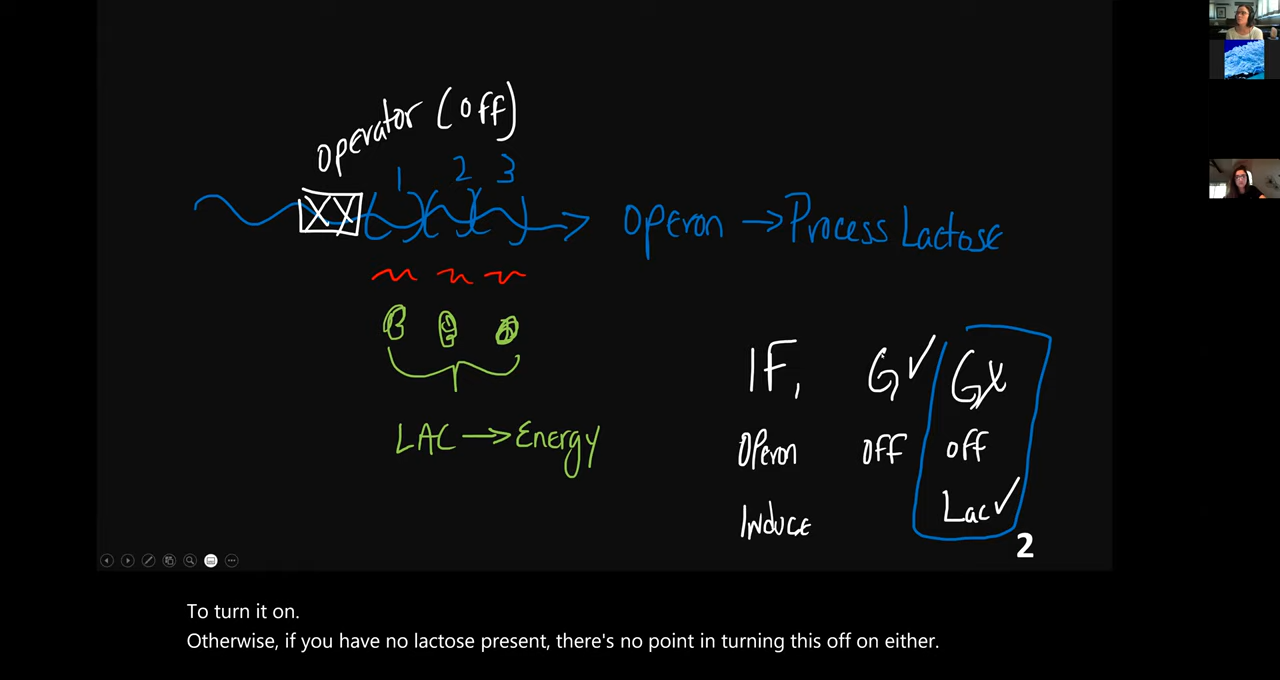 operator (off)
1 2 3
Operon → Process Lactose
IF, G✓ GX
Operon OFF off
LAC → Energy
Lac✓
Induce
2
To turn it on.
Otherwise, if you have no lactose present, there's no point in turning this off on either.